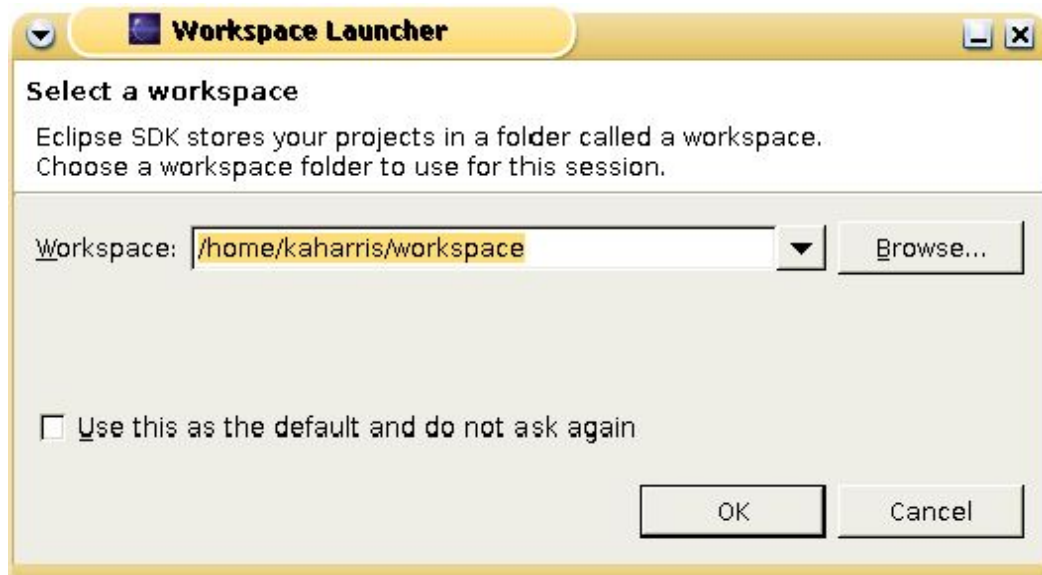 Workspace Launcher
Select a workspace
Eclipse SDK stores your projects in a folder called a workspace.
Choose a workspace folder to use for this session.
Workspace: /home/kaharris/workspace Browse...
Use this as the default and do not ask again
OK Cancel